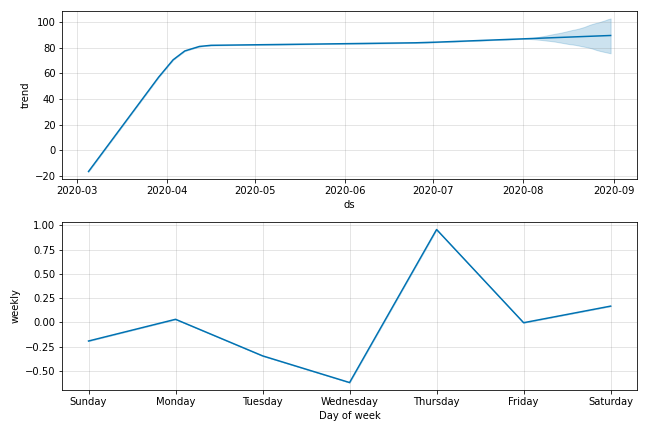 100
80
60
40
20
0
−20
trend
2020-03 2020-04 2020-05 2020-06 2020-07 2020-08 2020-09
ds
1.00
0.75
0.50
0.25
0.00
−0.25
−0.50
weekly
Sunday Monday Tuesday Wednesday Thursday Friday Saturday
Day of week